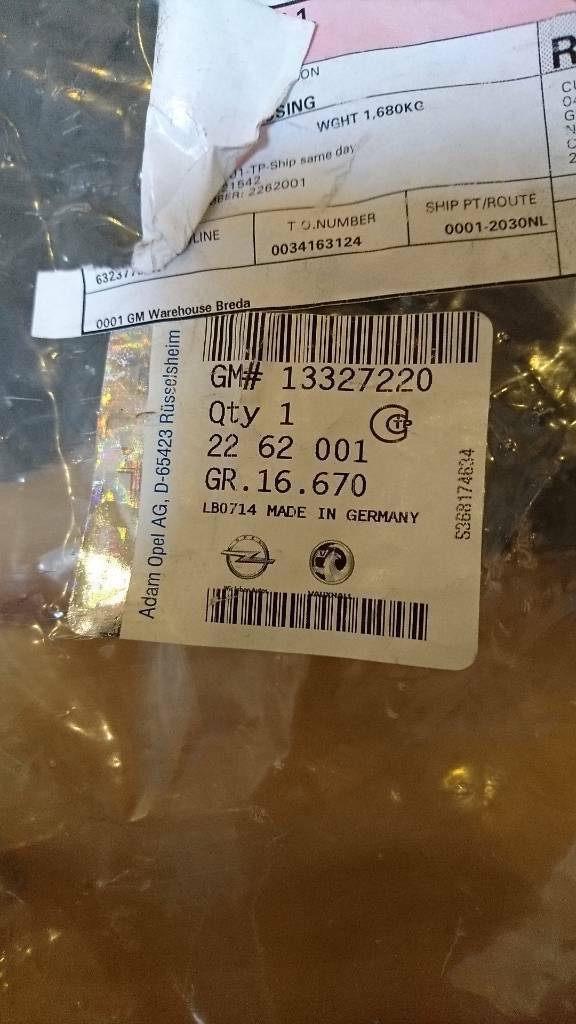 1
ON
SING
WGHT 1,680KG
R
01-TP-Ship same day
21542
BER: 2262001
LINE
T O.NUMBER
0034163124
SHIP PT/ROUTE
0001-2030NL
0001 GM Warehouse Breda
Adam Opel AG, D-65423 Rüsselsheim
GM# 13327220
Qty 1
22 62 001
GR.16.670
LB0714 MADE IN GERMANY
S368174634
VAUXHALL